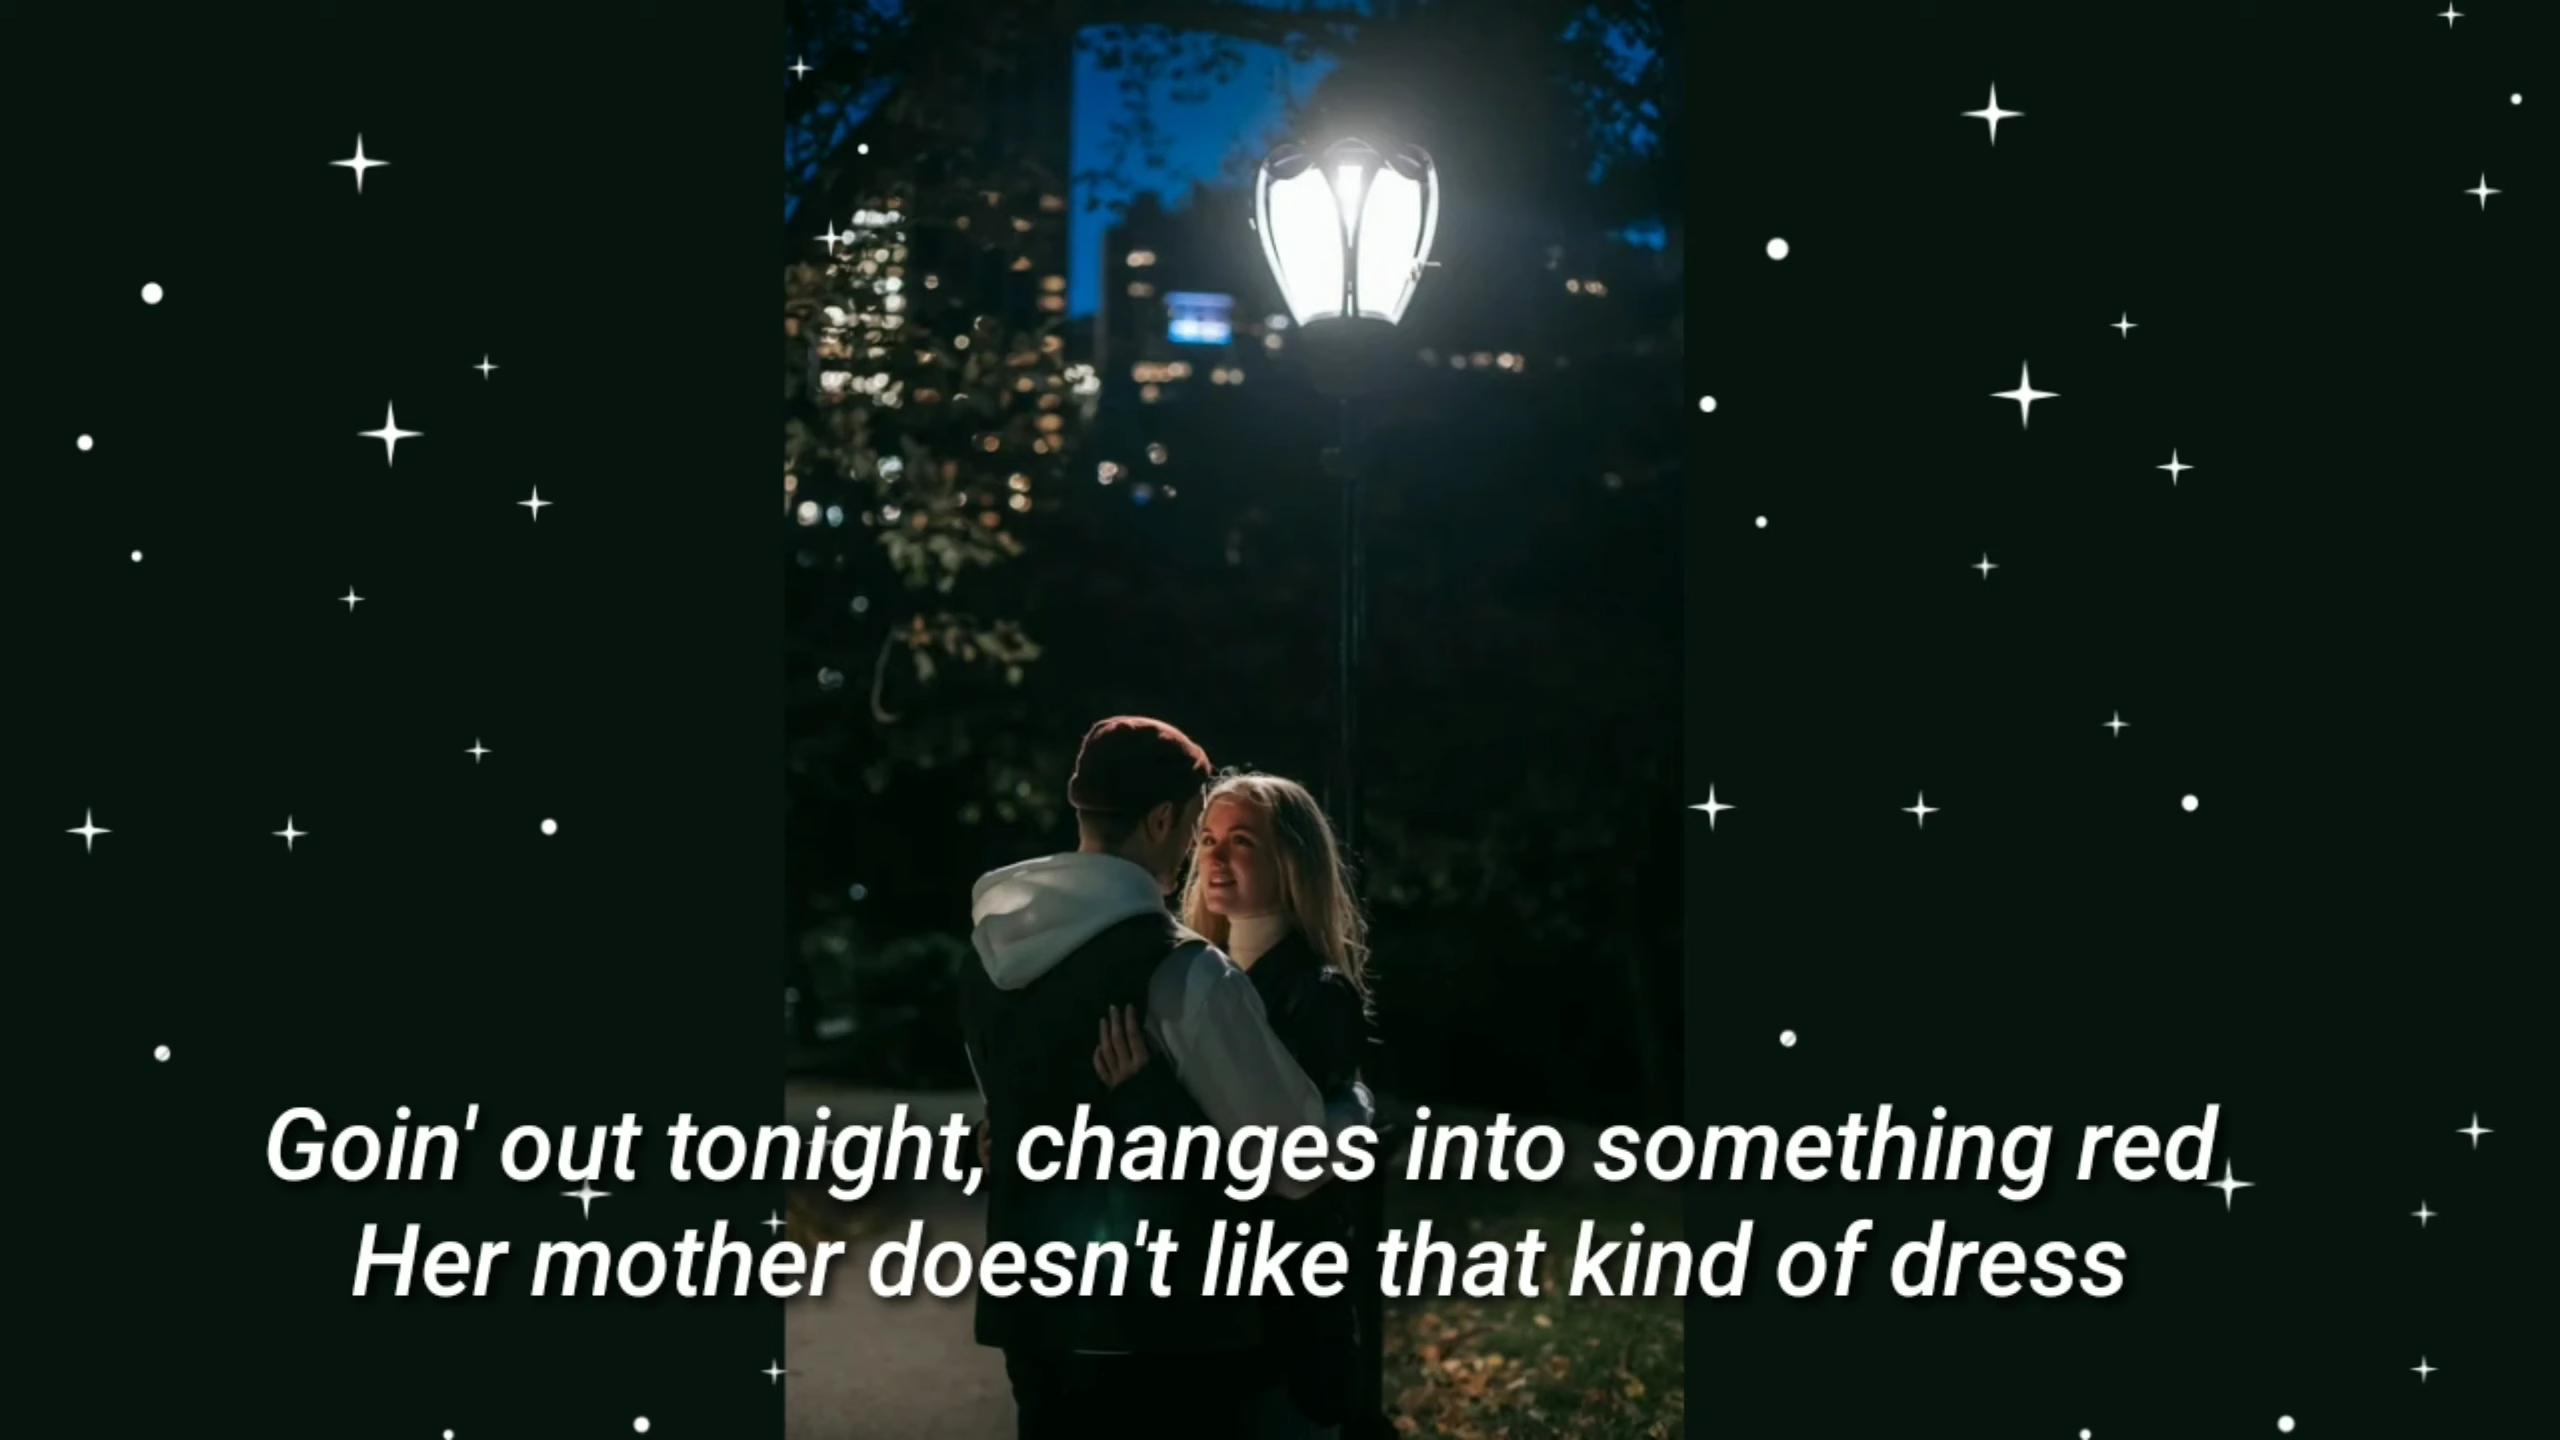 Goin' out tonight, changes into something red
Her mother doesn't like that kind of dress